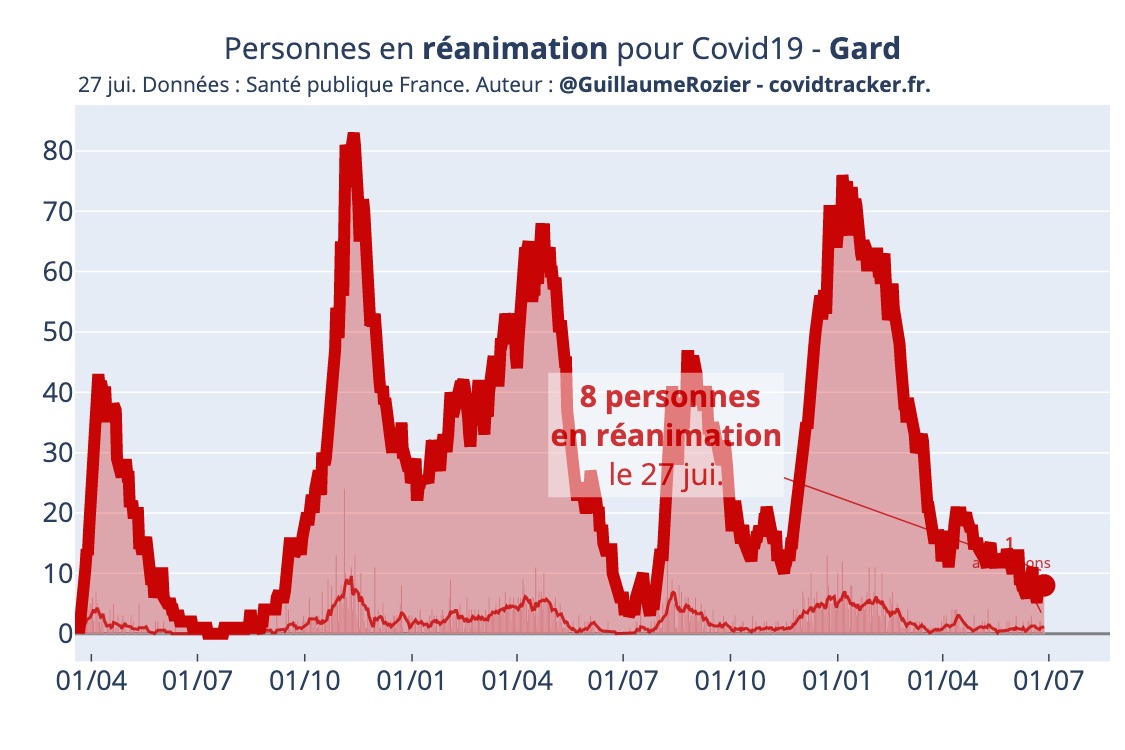 Personnes en réanimation pour Covid19 - Gard
27 jui. Données : Santé publique France. Auteur : @GuillaumeRozier - covidtracker.fr.
80
70
60
50
40
30
20
10
0
8 personnes
en réanimation
le 27 jui.
1
01/04 01/07 01/10 01/01 01/04 01/07 01/10 01/01 01/04 01/07